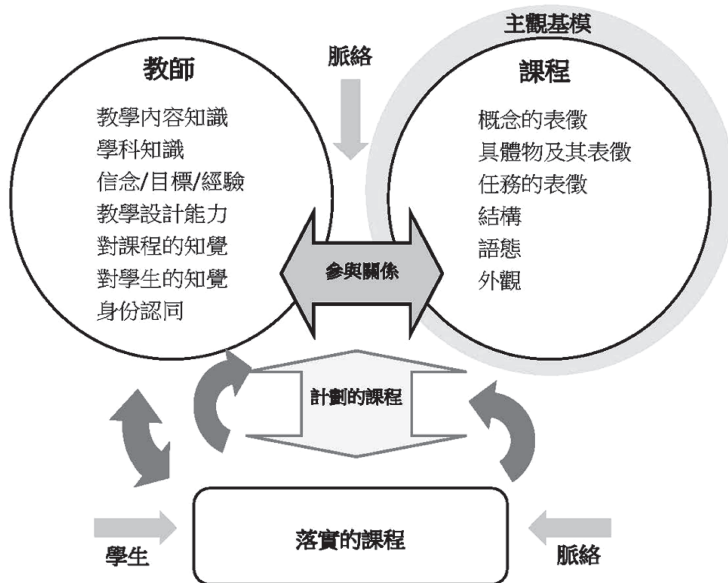 主觀基模
教師
脈絡
課程
教學內容知識
學科知識
信念/目標/經驗
教學設計能力
對課程的知覺
對學生的知覺
身份認同
概念的表徵
具體物及其表徵
任務的表徵
結構
語態
外觀
參與關係
計劃的課程
落實的課程
學生
脈絡